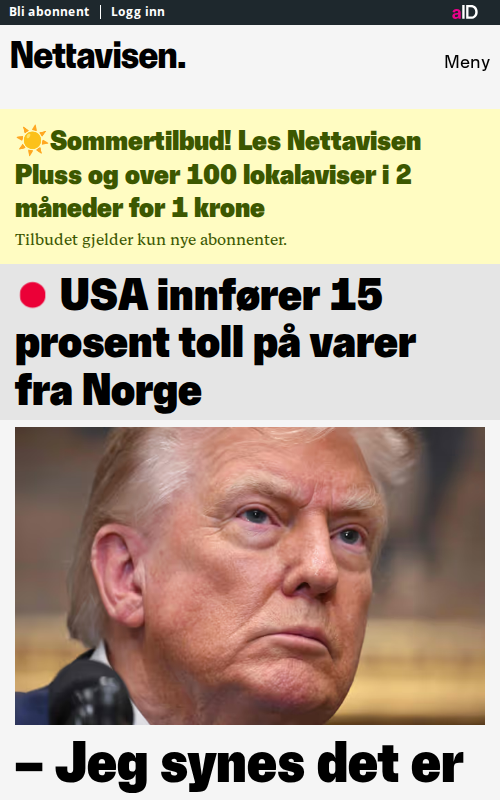 Bli abonnent | Logg inn
aID
Nettavisen.
Meny
☀️Sommertilbud! Les Nettavisen
Pluss og over 100 lokalaviser i 2
måneder for 1 krone
Tilbudet gjelder kun nye abonnenter.
🔴 USA innfører 15
prosent toll på varer
fra Norge
– Jeg synes det er